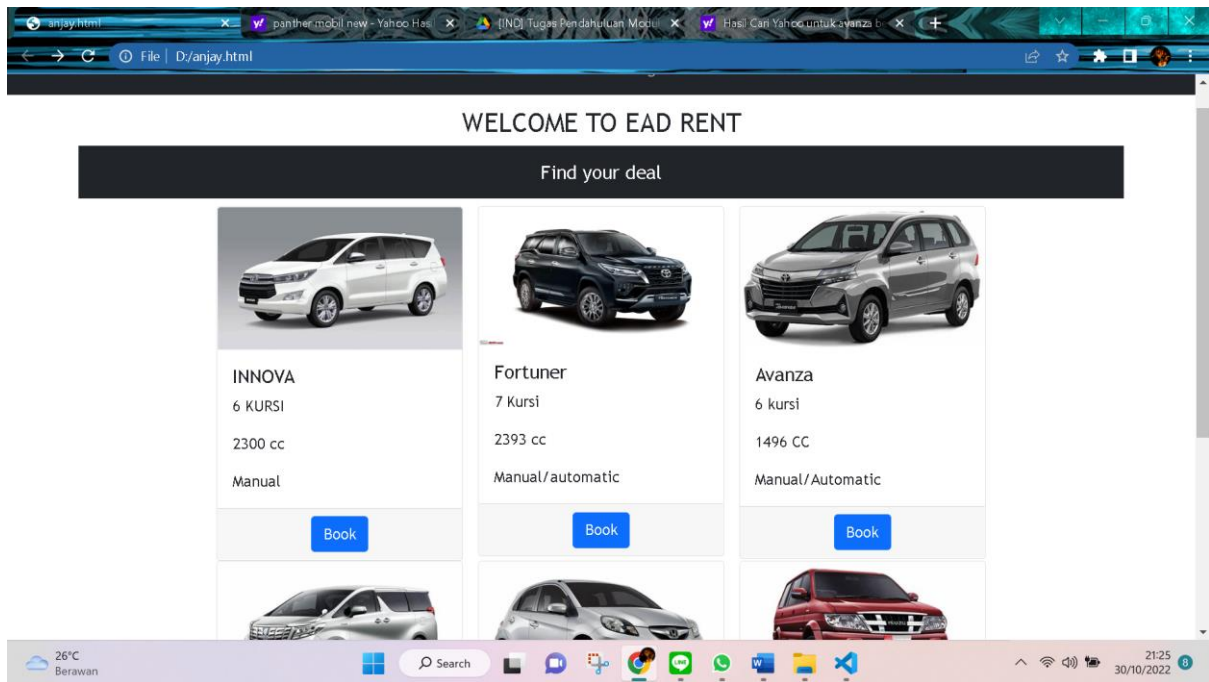 anjay.html
panther mobil new - Yahoo Has
[IND] Tugas Pendahuluan Modul
Hasil Cari Yahoo untuk avanza b
File | D:/anjay.html
WELCOME TO EAD RENT
Find your deal
INNOVA
6 KURSI
2300 cc
Manual
Book
Fortuner
7 Kursi
2393 cc
Manual/automatic
Book
Avanza
6 kursi
1496 CC
Manual/Automatic
Book
26°C
Berawan
Search
21:25
30/10/2022
8